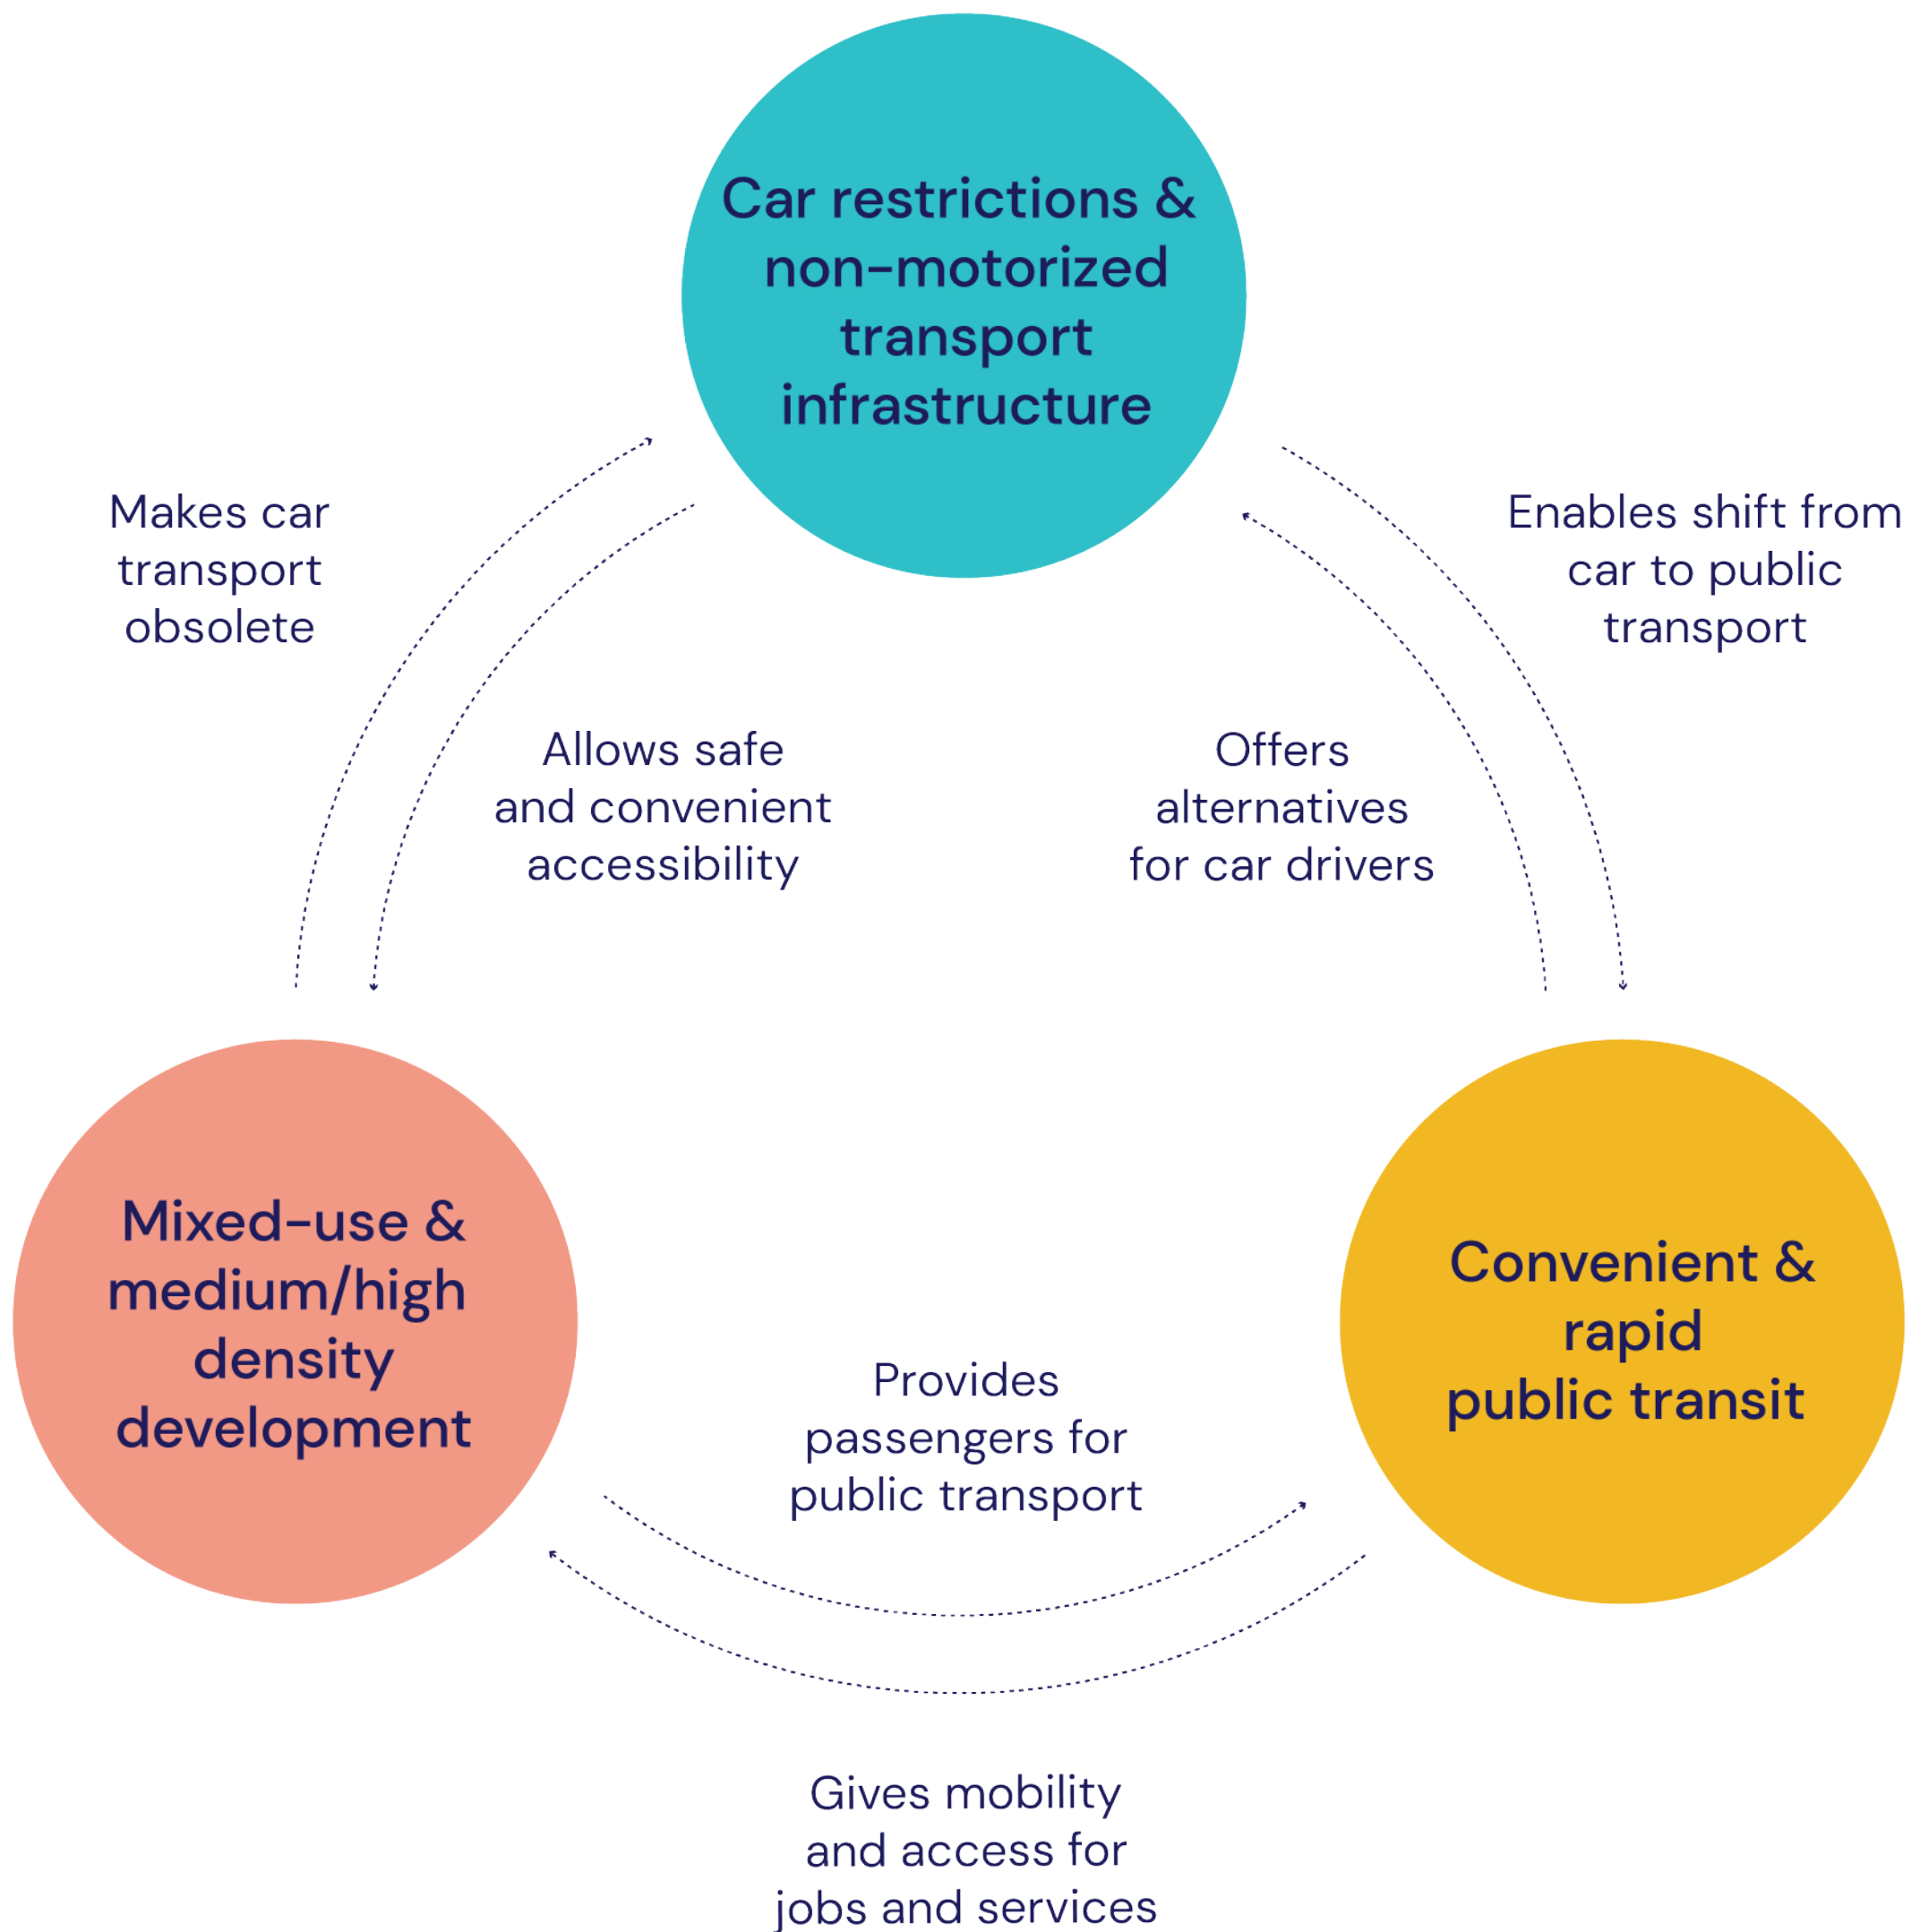 Car restrictions &
non-motorized
transport
infrastructure
Makes car
transport
obsolete
Enables shift from
car to public
transport
Allows safe
and convenient
accessibility
Offers
alternatives
for car drivers
Mixed-use &
medium/high
density
development
Convenient &
rapid
public transit
Provides
passengers for
public transport
Gives mobility
and access for
jobs and services